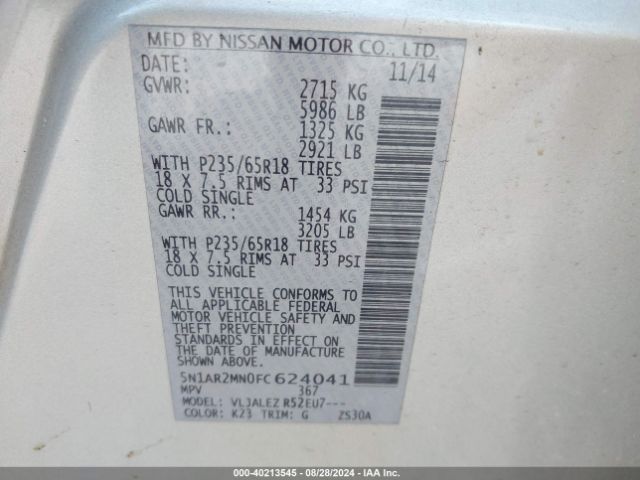 MFD BY NISSAN MOTOR CO., LTD.
DATE: 11/14
GVWR: 2715 KG
5986 LB
GAWR FR.: 1325 KG
2921 LB
WITH P235/65R18 TIRES
18 X 7.5 RIMS AT 33 PSI
COLD SINGLE
GAWR RR.: 1454 KG
3205 LB
WITH P235/65R18 TIRES
18 X 7.5 RIMS AT 33 PSI
COLD SINGLE
THIS VEHICLE CONFORMS TO
ALL APPLICABLE FEDERAL
MOTOR VEHICLE SAFETY AND
THEFT PREVENTION
STANDARDS IN EFFECT ON
THE DATE OF MANUFACTURE
SHOWN ABOVE.
5N1AR2MN0FC624041
MPV 367
MODEL: VLJALEZ R52EU7---
COLOR: K23 TRIM: G ZS30A
000-40213545 - 08/28/2024 - IAA Inc.